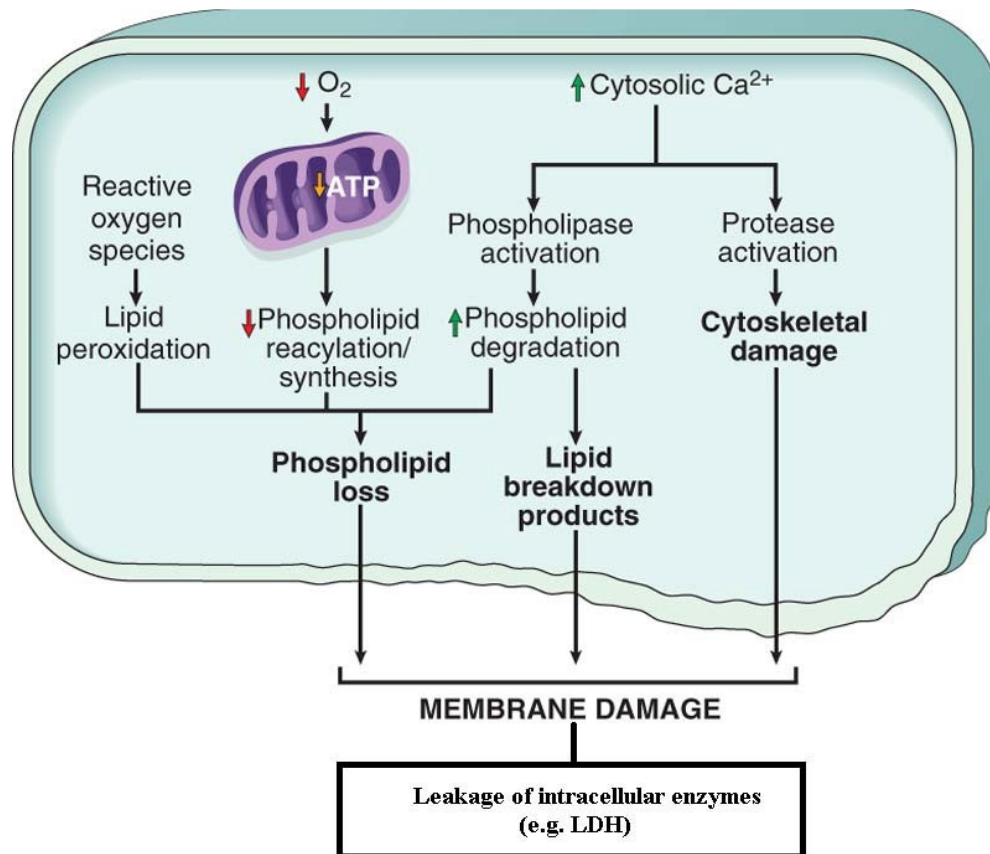 O₂
Cytosolic Ca²⁺
ATP
Reactive
oxygen
species
Phospholipase
activation
Protease
activation
Lipid
peroxidation
Phospholipid
reacylation/
synthesis
Phospholipid
degradation
Cytoskeletal
damage
Phospholipid
loss
Lipid
breakdown
products
MEMBRANE DAMAGE
Leakage of intracellular enzymes
(e.g. LDH)